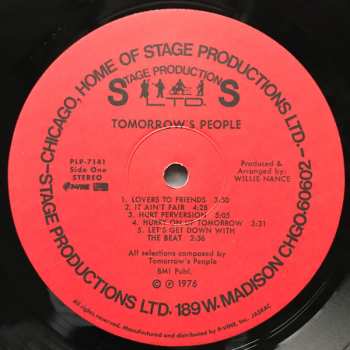 STAGE PRODUCTIONS LTD.—CHICAGO, HOME OF STAGE PRODUCTIONS LTD.—
189 W. MADISON CHGO. 60602—
STAGE PRODUCTIONS
LTD.
TOMORROW'S PEOPLE
PLP-7141
Side One
STEREO
P-VINE
Produced &
Arranged by:
WILLIE NANCE
1. LOVERS TO FRIENDS 3:30
2. IT AIN'T FAIR 4:28
3. HURT PERVERSION 5:05
4. HURRY ON UP TOMORROW 3:31
5. LET'S GET DOWN WITH
THE BEAT 2:36
All selections composed by
Tomorrow's People
BMI Publ.
© ℗ 1976
All rights reserved. Manufactured and distributed by P-VINE, Inc. JASRAC